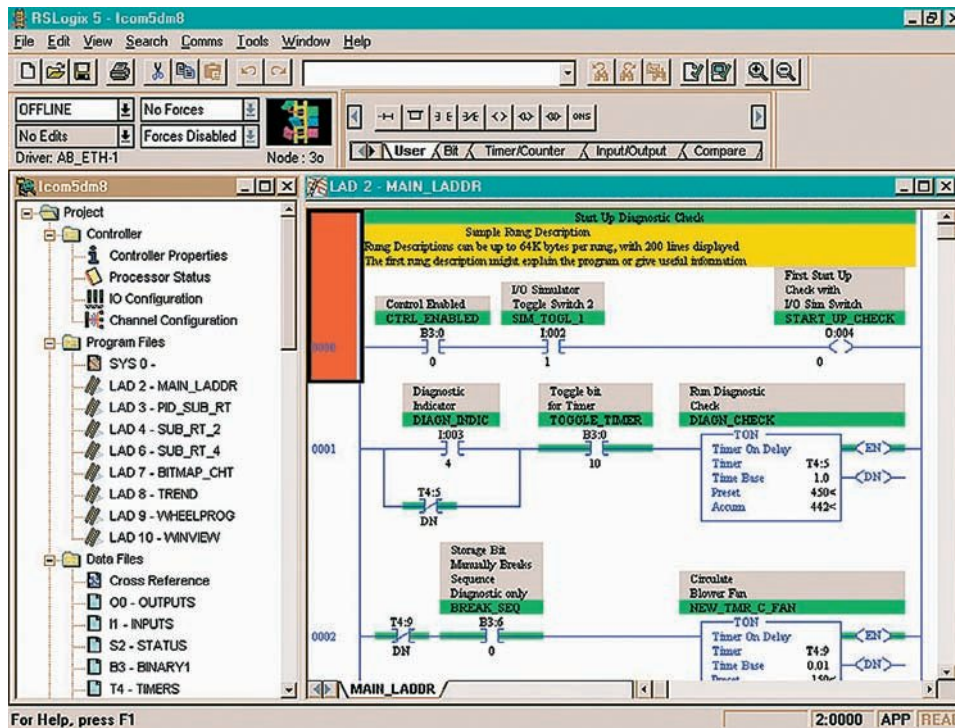 RSLogix 5 - Icom5dm8
File Edit View Search Comms Tools Window Help
OFFLINE No Forces
No Edits Forces Disabled
Driver: AB_ETH-1 Node : 3o
ONS
User Bit Timer/Counter Input/Output Compare
Icom5dm8
Project
Controller
Controller Properties
Processor Status
IO Configuration
Channel Configuration
Program Files
SYS 0 -
LAD 2 - MAIN_LADDR
LAD 3 - PID_SUB_RT
LAD 4 - SUB_RT_2
LAD 6 - SUB_RT_4
LAD 7 - BITMAP_CHT
LAD 8 - TREND
LAD 9 - WHEELPROG
LAD 10 - WINVIEW
Data Files
Cross Reference
O0 - OUTPUTS
I1 - INPUTS
S2 - STATUS
B3 - BINARY1
T4 - TIMERS
LAD 2 - MAIN_LADDR
Start Up Diagnostic Check
Sample Rung Description
Rung Descriptions can be up to 64K bytes per rung, with 200 lines displayed
The first rung description might explain the program or give useful information
Control Enabled
CTRL_ENABLED
B3:0
0
I/O Simulator
Toggle Switch 2
SIM_TOGL_1
I:002
1
First Start Up
Check with
I/O Sim Switch
START_UP_CHECK
O:004
0
0000
Diagnostic
Indicator
DIAGN_INDIC
I:003
4
T4:5
DN
Toggle bit
for Timer
TOGGLE_TIMER
B3:0
10
Run Diagnostic
Check
DIAGN_CHECK
TON
Timer On Delay
Timer T4:5
Time Base 1.0
Preset 450<
Accum 442<
EN
DN
0001
Storage Bit
Manually Breaks
Sequence
Diagnostic only
BREAK_SEQ
B3:6
0
T4:9
DN
Circulate
Blower Fan
NEW_TMR_C_FAN
TON
Timer On Delay
Timer T4:9
Time Base 0.01
Preset 150<
EN
DN
0002
MAIN_LADDR
For Help, press F1
2:0000 APP READ